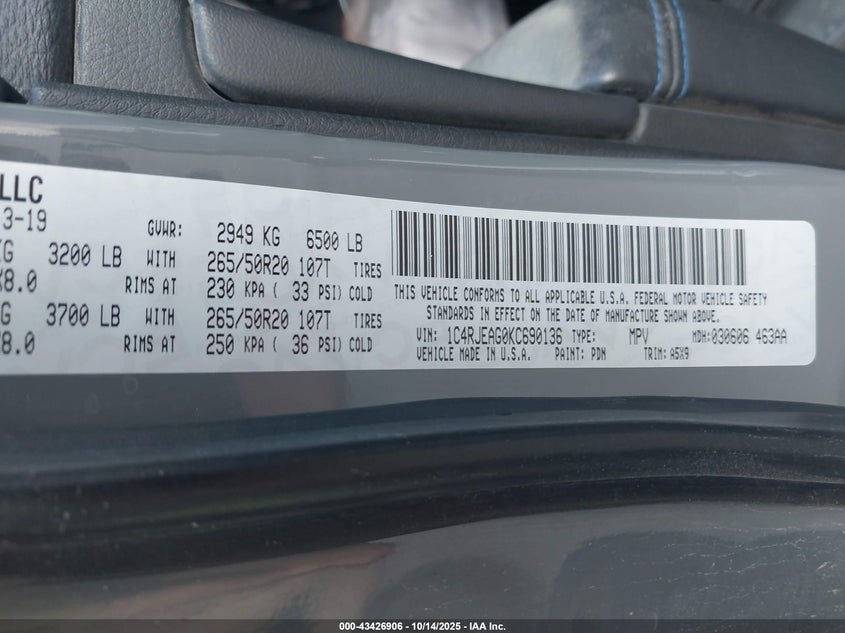 LLC
3-19 GVWR: 2949 KG 6500 LB
KG 3200 LB WITH 265/50R20 107T TIRES
X8.0 RIMS AT 230 KPA ( 33 PSI) COLD
KG 3700 LB WITH 265/50R20 107T TIRES
X8.0 RIMS AT 250 KPA ( 36 PSI) COLD
THIS VEHICLE CONFORMS TO ALL APPLICABLE U.S.A. FEDERAL MOTOR VEHICLE SAFETY
STANDARDS IN EFFECT ON THE DATE OF MANUFACTURE SHOWN ABOVE.
VIN: 1C4RJEAG0KC690136 TYPE: MPV MDH:030606 463AA
VEHICLE MADE IN U.S.A. PAINT: PDN TRIM: A5X9
000-43426906 | 10/14/2025 | IAA Inc.